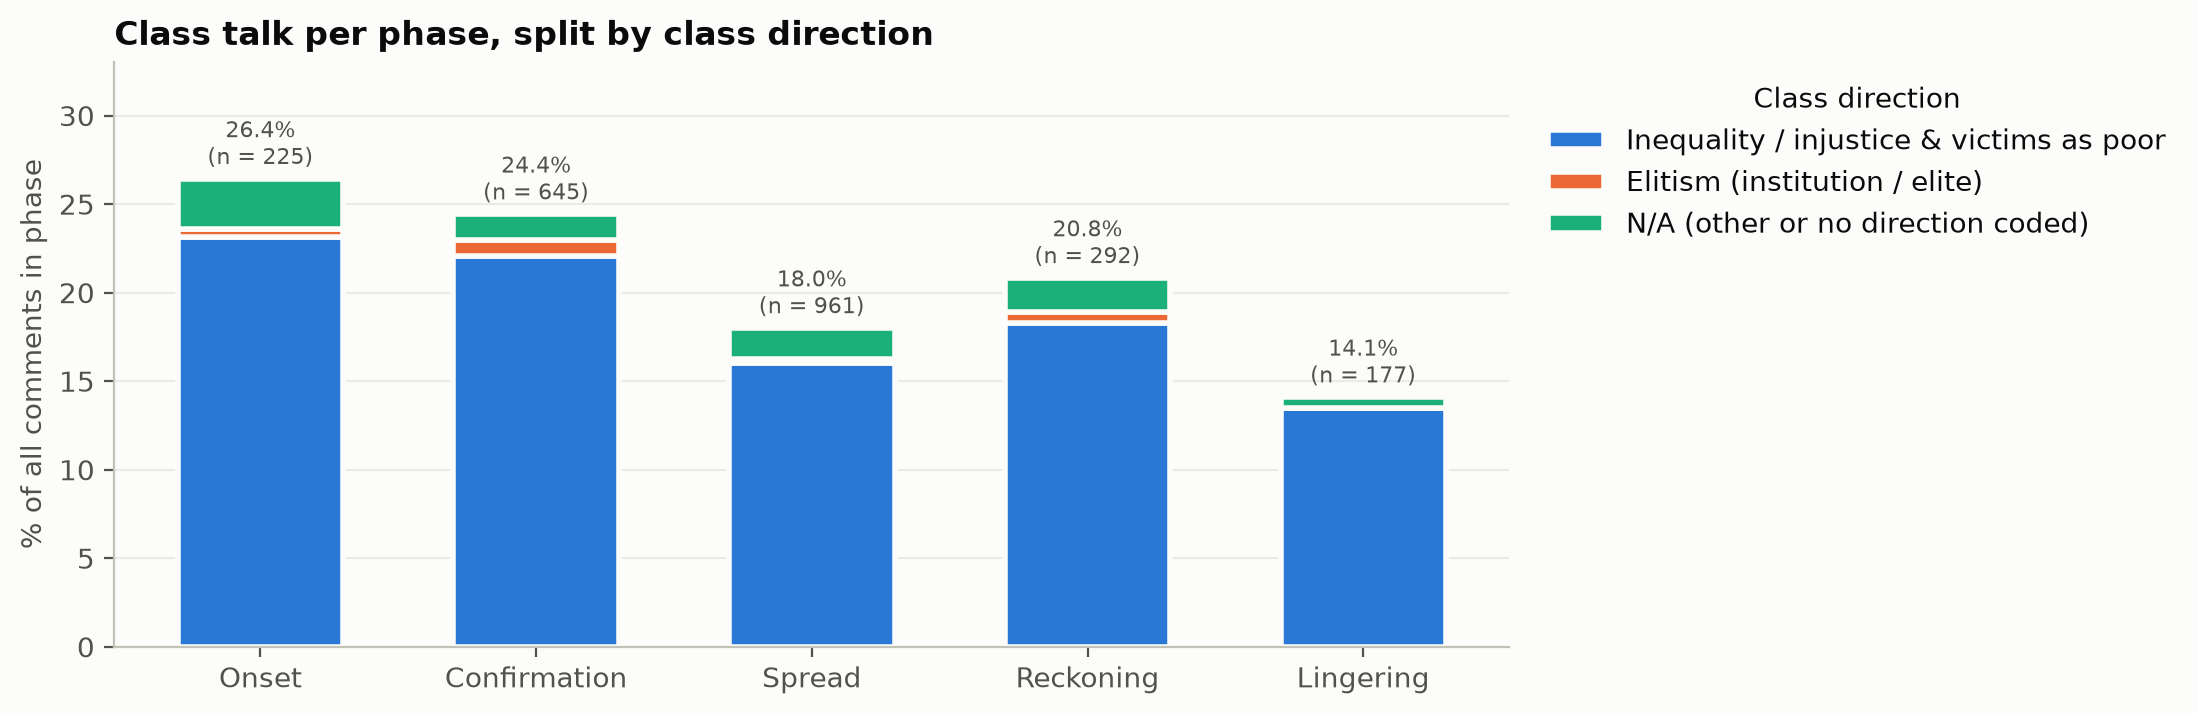 Class talk per phase, split by class direction
% of all comments in phase
30
25
20
15
10
5
0
26.4%
(n = 225)
24.4%
(n = 645)
18.0%
(n = 961)
20.8%
(n = 292)
14.1%
(n = 177)
Onset
Confirmation
Spread
Reckoning
Lingering
Class direction
Inequality / injustice & victims as poor
Elitism (institution / elite)
N/A (other or no direction coded)